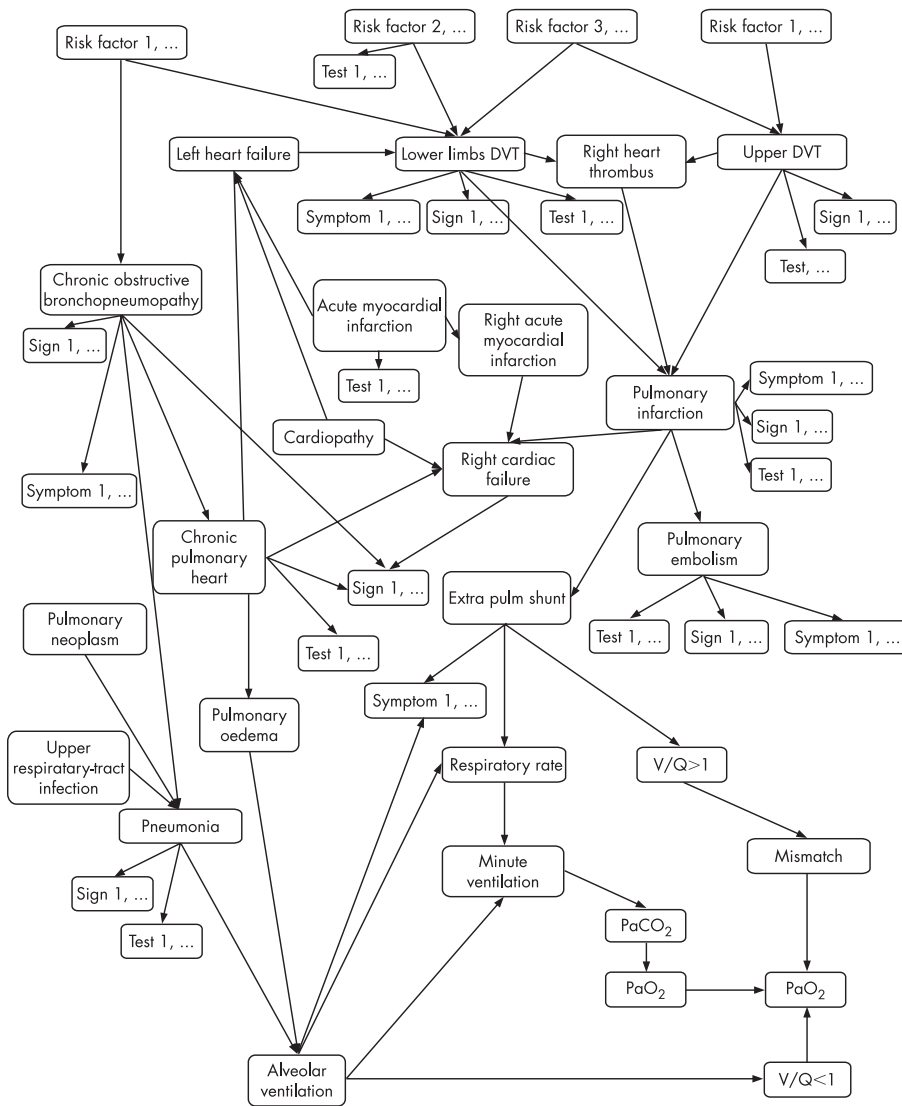 Risk factor 1, ...
Risk factor 2, ...
Risk factor 3, ...
Risk factor 1, ...
Test 1, ...
Left heart failure
Lower limbs DVT
Right heart
thrombus
Upper DVT
Symptom 1, ...
Sign 1, ...
Test 1, ...
Sign 1, ...
Test, ...
Chronic obstructive
bronchopneumopathy
Acute myocardial
infarction
Right acute
myocardial
infarction
Sign 1, ...
Test 1, ...
Pulmonary
infarction
Symptom 1, ...
Sign 1, ...
Test 1, ...
Cardiopathy
Right cardiac
failure
Symptom 1, ...
Chronic
pulmonary
heart
Pulmonary
embolism
Sign 1, ...
Extra pulm shunt
Test 1, ...
Test 1, ...
Sign 1, ...
Symptom 1, ...
Pulmonary
neoplasm
Symptom 1, ...
Pulmonary
oedema
Upper
respiratary-tract
infection
Respiratory rate
V/Q>1
Pneumonia
Minute
ventilation
Mismatch
Sign 1, ...
Test 1, ...
PaCO2
PaO2
PaO2
Alveolar
ventilation
V/Q<1